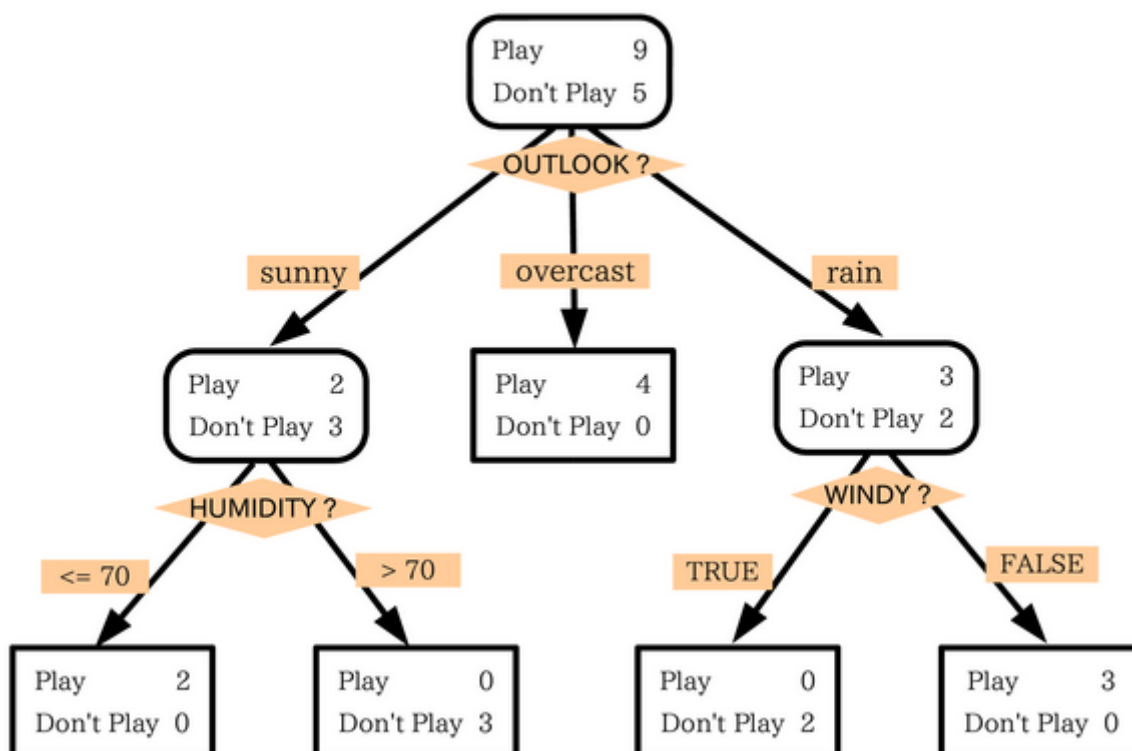 Play 9
Don't Play 5
OUTLOOK ?
sunny
overcast
rain
Play 2
Don't Play 3
Play 4
Don't Play 0
Play 3
Don't Play 2
HUMIDITY ?
WINDY ?
<= 70
> 70
TRUE
FALSE
Play 2
Don't Play 0
Play 0
Don't Play 3
Play 0
Don't Play 2
Play 3
Don't Play 0